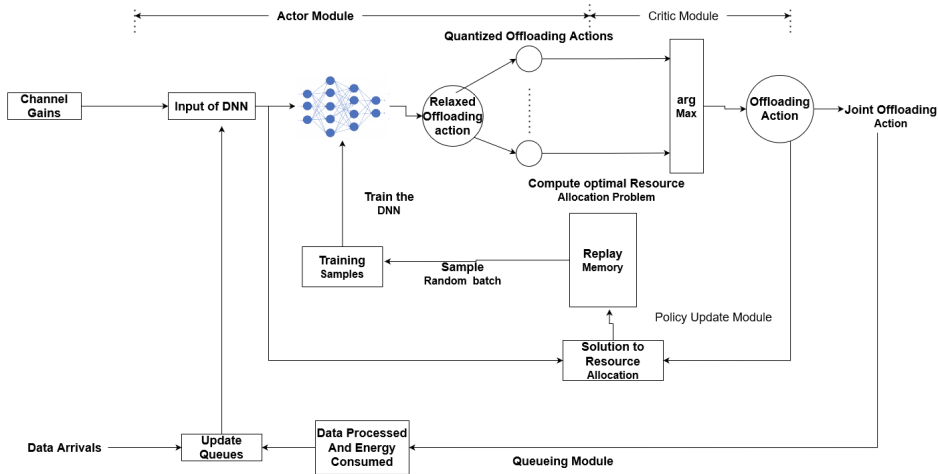 Actor Module
Critic Module
Quantized Offloading Actions
Channel
Gains
Input of DNN
Relaxed
Offloading
action
arg
Max
Offloading
Action
Joint Offloading
Action
Compute optimal Resource
Allocation Problem
Train the
DNN
Training
Samples
Sample
Random batch
Replay
Memory
Policy Update Module
Solution to
Resource
Allocation
Data Arrivals
Update
Queues
Data Processed
And Energy
Consumed
Queueing Module